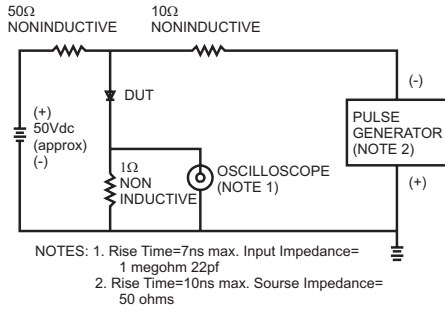 50Ω
NONINDUCTIVE
10Ω
NONINDUCTIVE
(+)
50Vdc
(approx)
(-)
DUT
1Ω
NON
INDUCTIVE
OSCILLOSCOPE
(NOTE 1)
(-)
PULSE
GENERATOR
(NOTE 2)
(+)
NOTES: 1. Rise Time=7ns max. Input Impedance=
1 megohm 22pf
2. Rise Time=10ns max. Sourse Impedance=
50 ohms